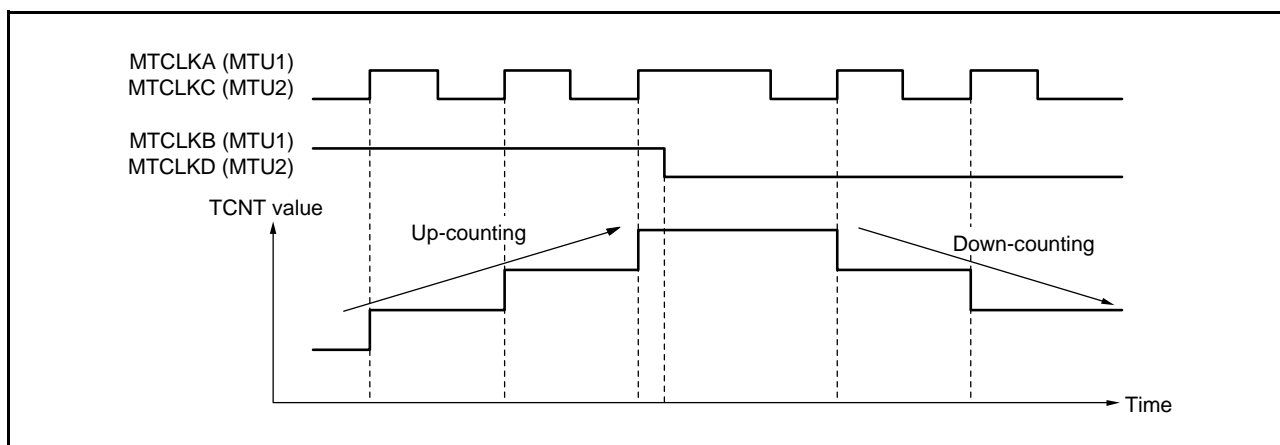 MTCLKA (MTU1)
MTCLKC (MTU2)
MTCLKB (MTU1)
MTCLKD (MTU2)
TCNT value
Up-counting
Down-counting
Time